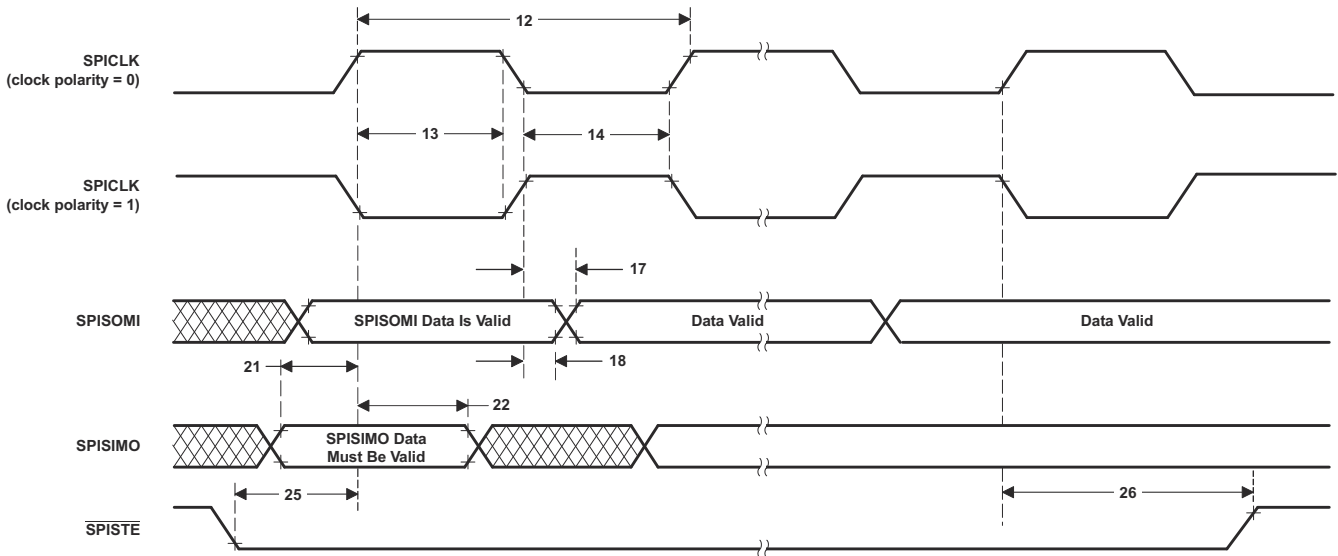 12
SPICLK
(clock polarity = 0)
13
14
SPICLK
(clock polarity = 1)
17
SPISOMI
SPISOMI Data Is Valid
Data Valid
Data Valid
21
18
22
SPISIMO
SPISIMO Data
Must Be Valid
25
26
SPISTE